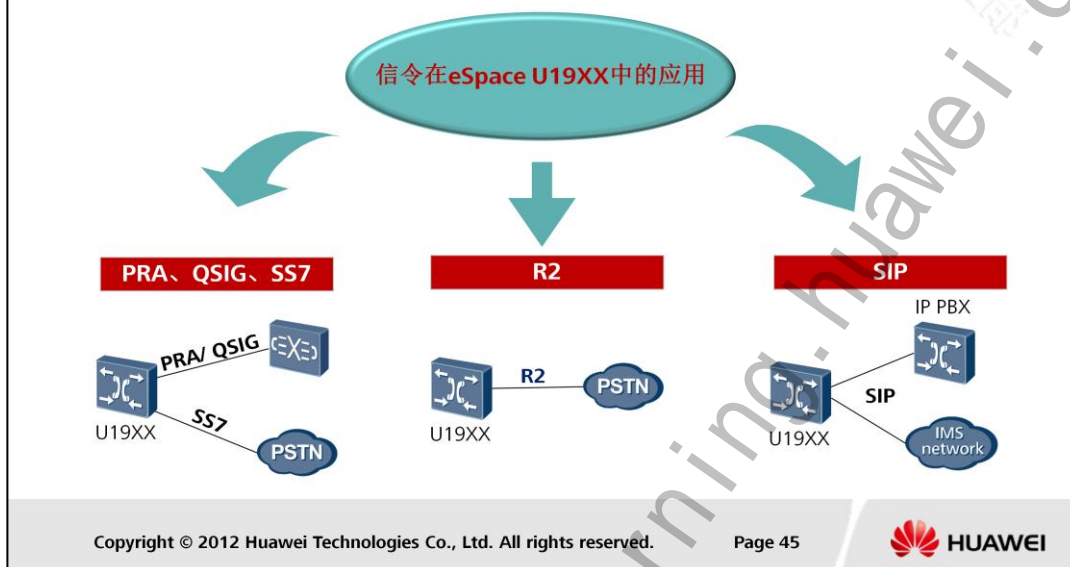 信令在eSpace U19XX中的应用
PRA、QSIG、SS7
R2
SIP
PRA/ QSIG
SS7
U19XX
PSTN
R2
U19XX
PSTN
IP PBX
SIP
U19XX
IMS
network
Copyright © 2012 Huawei Technologies Co., Ltd. All rights reserved.
Page 45
HUAWEI
rning.huawei.